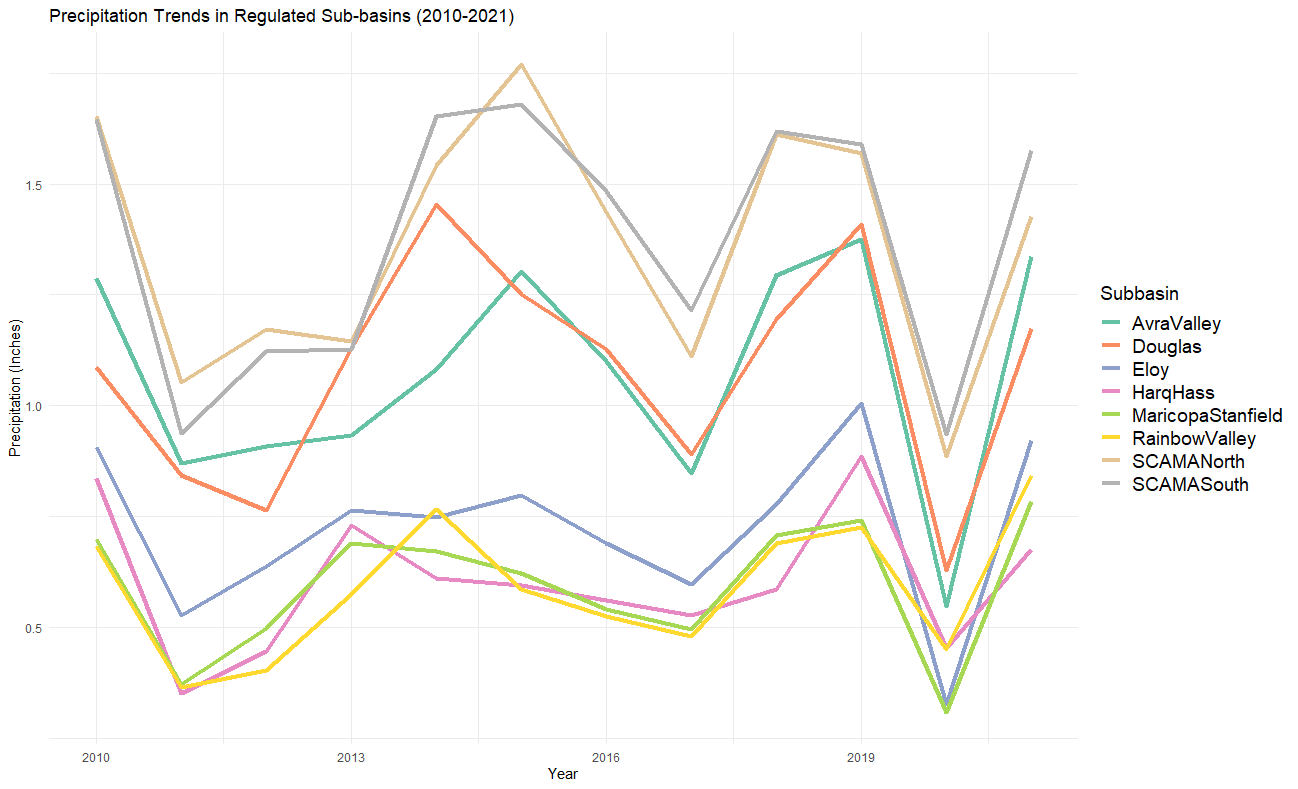 Precipitation Trends in Regulated Sub-basins (2010-2021)
Precipitation (Inches)
1.5
1.0
0.5
2010
2013
2016
2019
Year
Subbasin
AvraValley
Douglas
Eloy
HarqHass
MaricopaStanfield
RainbowValley
SCAMANorth
SCAMASouth